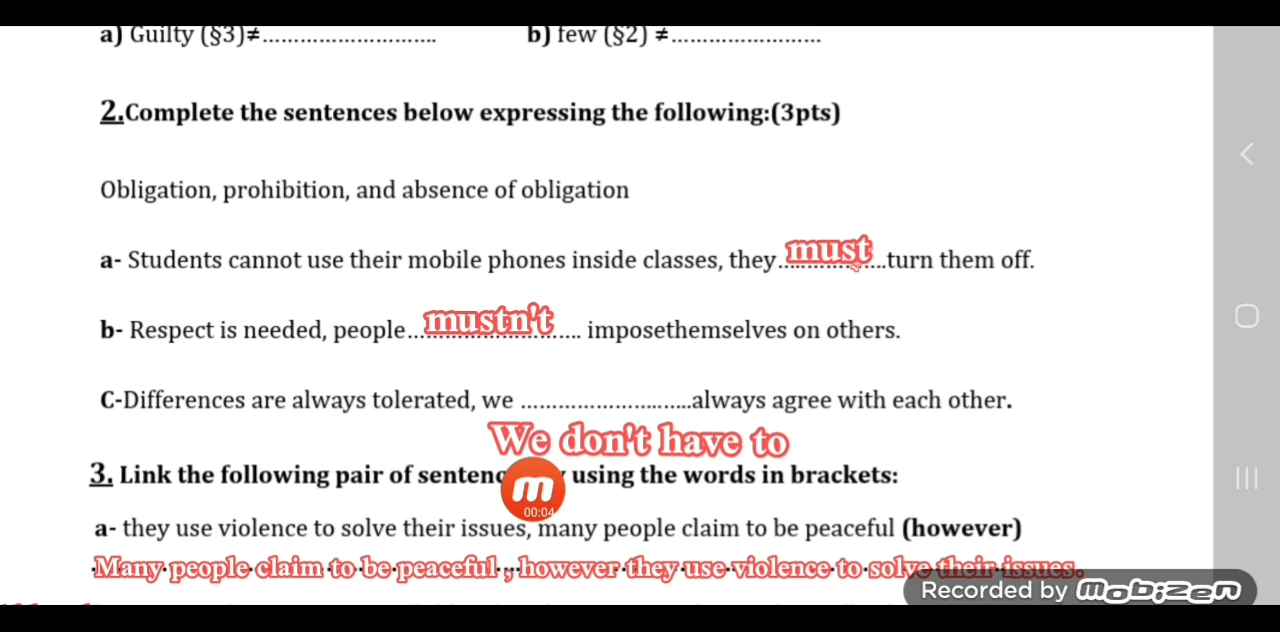 a) Guilty (§3)≠............................ b) few (§2) ≠........................
2.Complete the sentences below expressing the following:(3pts)
Obligation, prohibition, and absence of obligation
a- Students cannot use their mobile phones inside classes, they.....must.....turn them off.
b- Respect is needed, people...mustn't..... imposethemselves on others.
C-Differences are always tolerated, we ...........................always agree with each other.
We don't have to
3. Link the following pair of sentenc using the words in brackets:
m
00:04
a- they use violence to solve their issues, many people claim to be peaceful (however)
Many people claim to be peaceful ; however they use violence to solve their issues.
Recorded by mobizen